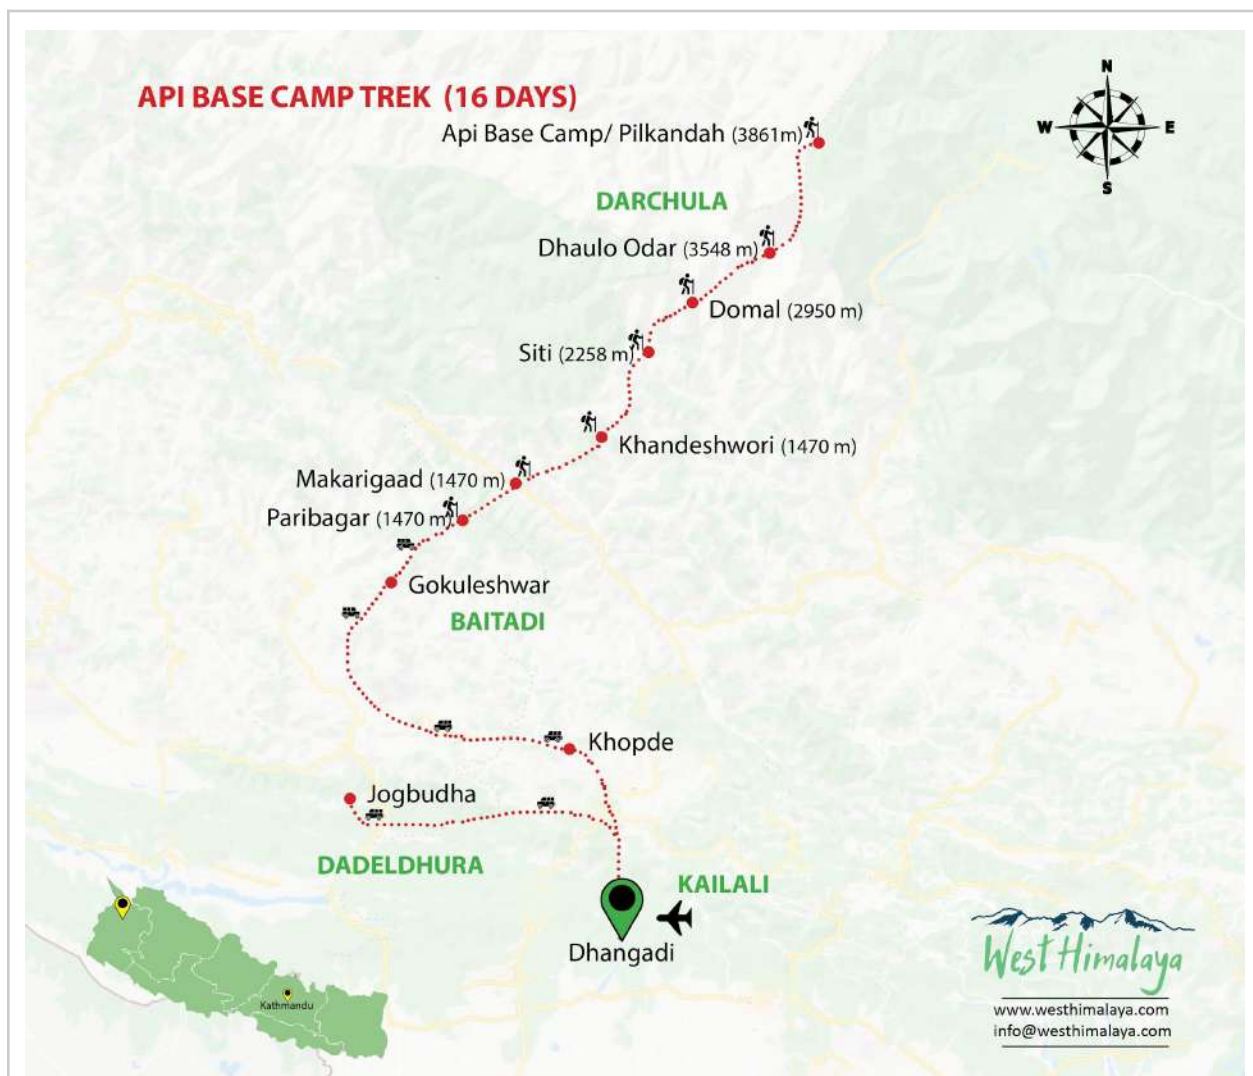 N
W
E
S
API BASE CAMP TREK (16 DAYS)
Api Base Camp/ Pilkandah (3861m)
DARCHULA
Dhaulo Odar (3548 m)
Domal (2950 m)
Siti (2258 m)
Khandeshwori (1470 m)
Makarigaad (1470 m)
Paribagar (1470 m)
Gokuleshwar
BAITADI
Khopde
Jogbudha
DADELDHURA
KAILALI
Dhangadi
Kathmandu
West Himalaya
www.westhimalaya.com
info@westhimalaya.com